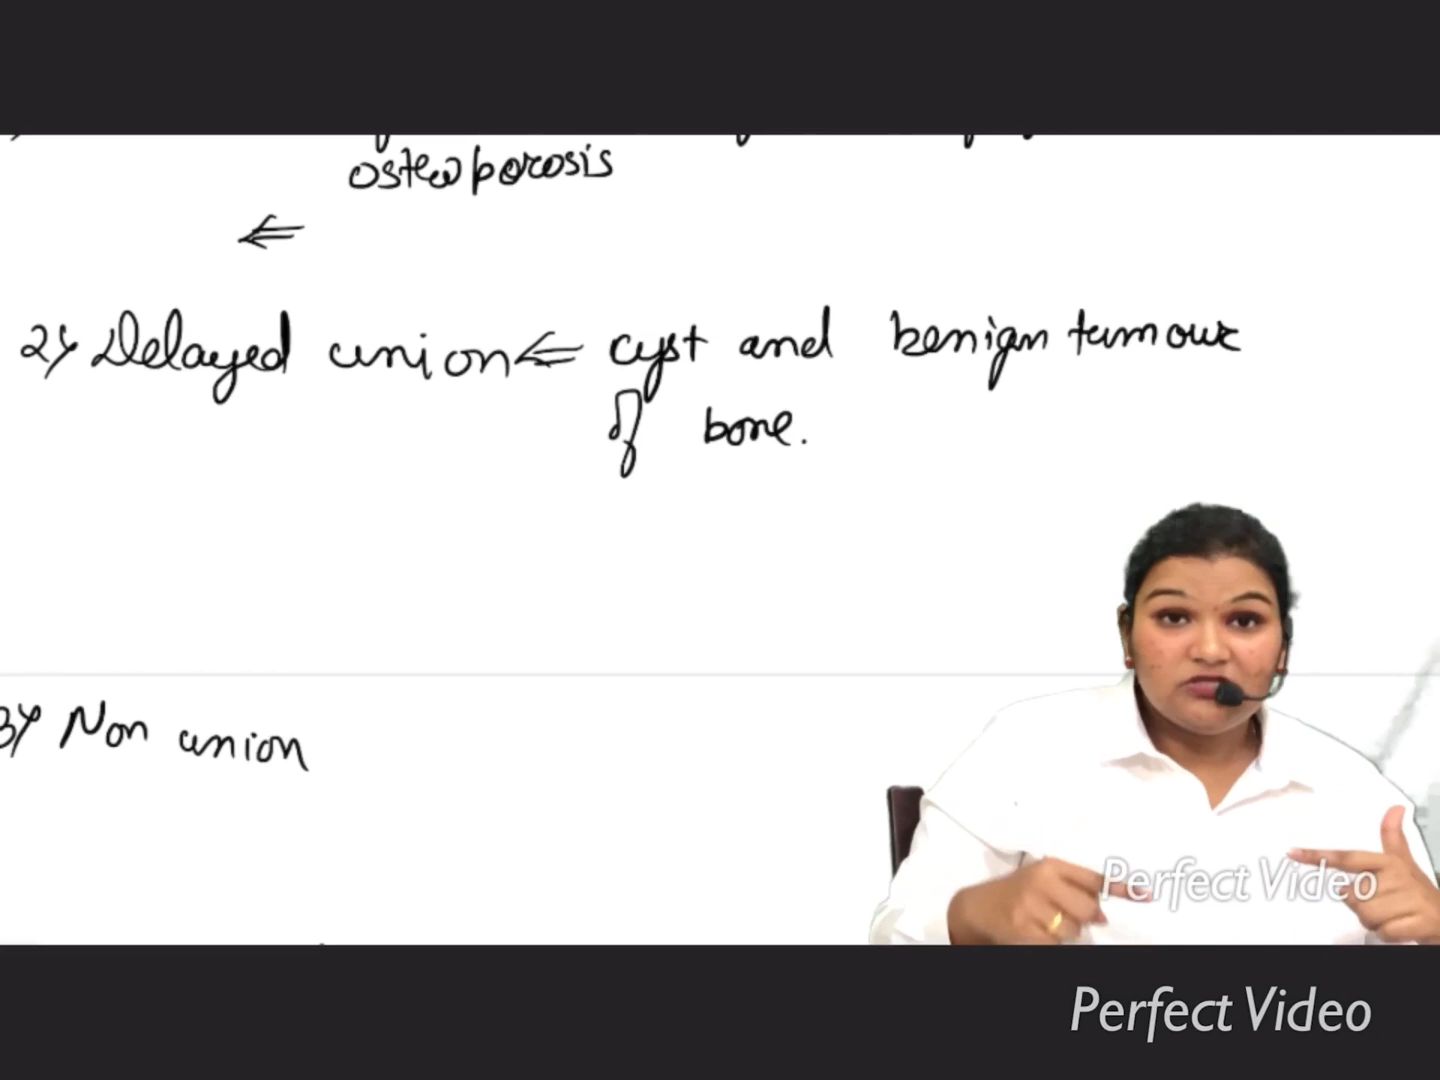 osteoporosis
⇐
2) Delayed union ⇐ cyst and benign tumour
of bone.
3) Non union
Perfect Video
Perfect Video